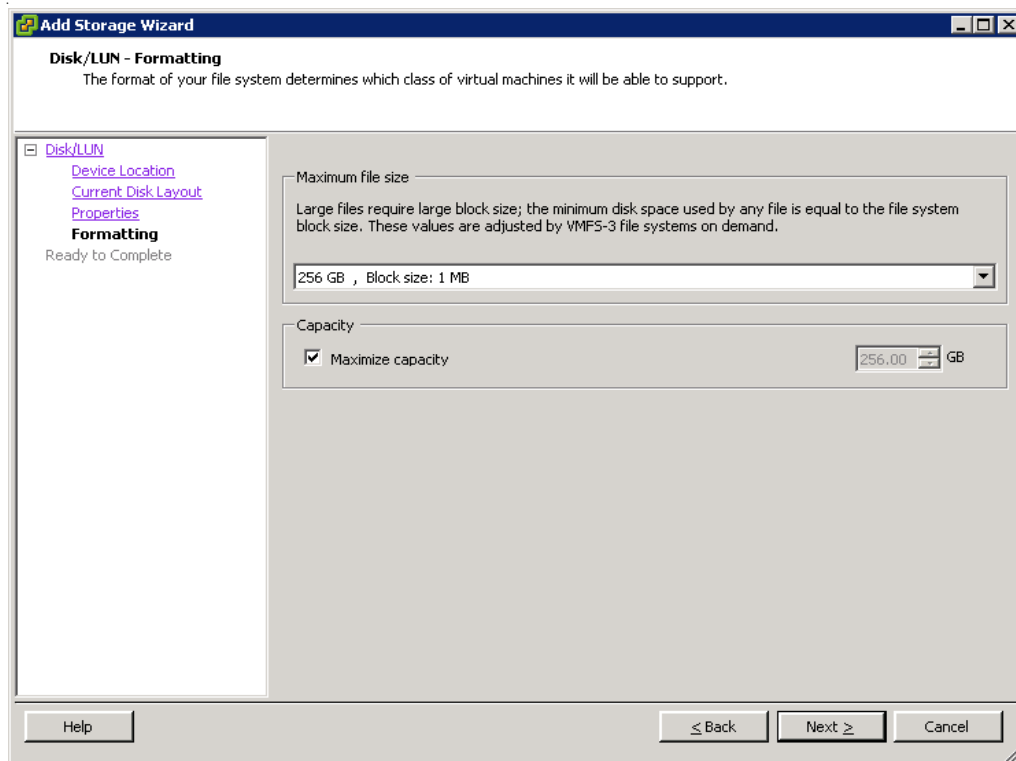 Add Storage Wizard
Disk/LUN - Formatting
The format of your file system determines which class of virtual machines it will be able to support.
Disk/LUN
Device Location
Current Disk Layout
Properties
Formatting
Ready to Complete
Maximum file size
Large files require large block size; the minimum disk space used by any file is equal to the file system
block size. These values are adjusted by VMFS-3 file systems on demand.
256 GB , Block size: 1 MB
Capacity
Maximize capacity
256.00 GB
Help
< Back
Next >
Cancel